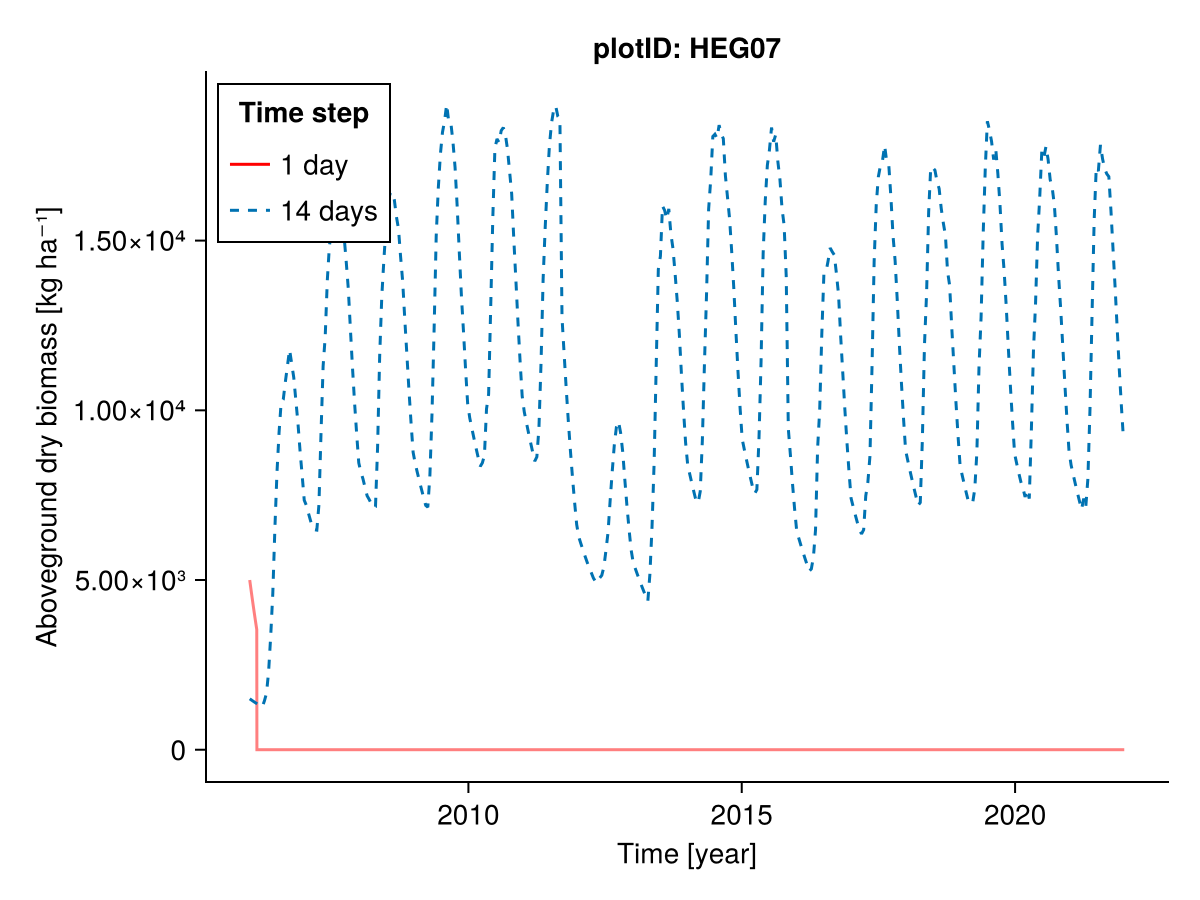 plotID: HEG07
Time step
1 day
14 days
Aboveground dry biomass [kg ha⁻¹]
1.50×10⁴
1.00×10⁴
5.00×10³
0
2010
2015
2020
Time [year]